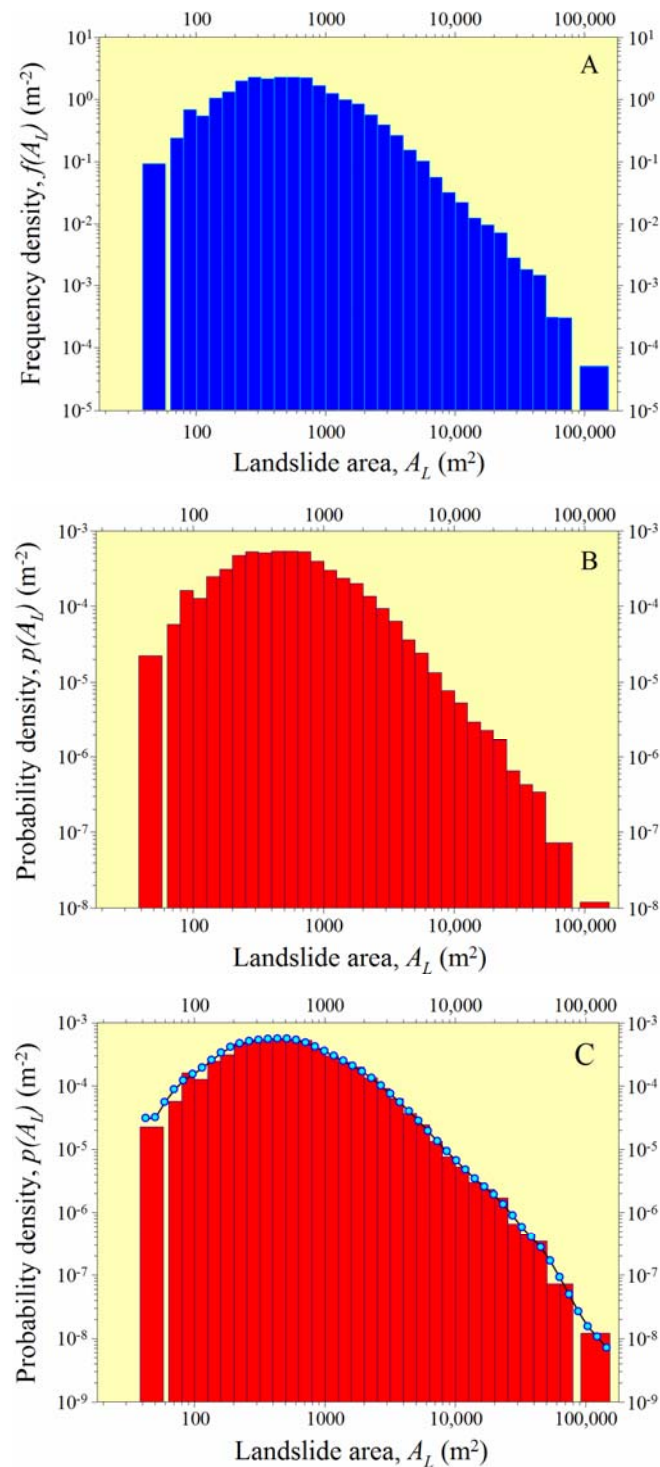 100 1000 10,000 100,000
A
10¹ 10¹
10⁰ 10⁰
10⁻¹ 10⁻¹
10⁻² 10⁻²
10⁻³ 10⁻³
10⁻⁴ 10⁻⁴
10⁻⁵ 10⁻⁵
Frequency density, f(A_L) (m⁻²)
100 1000 10,000 100,000
Landslide area, A_L (m²)
100 1000 10,000 100,000
B
10⁻³ 10⁻³
10⁻⁴ 10⁻⁴
10⁻⁵ 10⁻⁵
10⁻⁶ 10⁻⁶
10⁻⁷ 10⁻⁷
10⁻⁸ 10⁻⁸
Probability density, p(A_L) (m⁻²)
100 1000 10,000 100,000
Landslide area, A_L (m²)
100 1000 10,000 100,000
C
10⁻³ 10⁻³
10⁻⁴ 10⁻⁴
10⁻⁵ 10⁻⁵
10⁻⁶ 10⁻⁶
10⁻⁷ 10⁻⁷
10⁻⁸ 10⁻⁸
10⁻⁹ 10⁻⁹
Probability density, p(A_L) (m⁻²)
100 1000 10,000 100,000
Landslide area, A_L (m²)